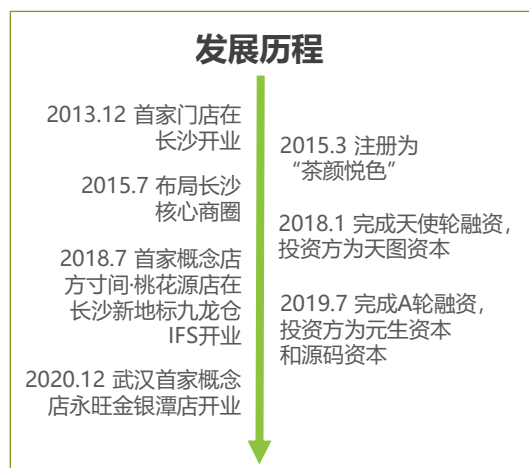 发展历程
2013.12 首家门店在
长沙开业
2015.3 注册为
“茶颜悦色”
2015.7 布局长沙
核心商圈
2018.1 完成天使轮融资，
投资方为天图资本
2018.7 首家概念店
方寸间·桃花源店在
长沙新地标九龙仓
IFS开业
2019.7 完成A轮融资，
投资方为元生资本
和源码资本
2020.12 武汉首家概念
店永旺金银潭店开业